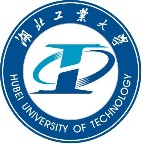 湖北工业大学
HUBEI UNIVERSITY OF TECHNOLOGY